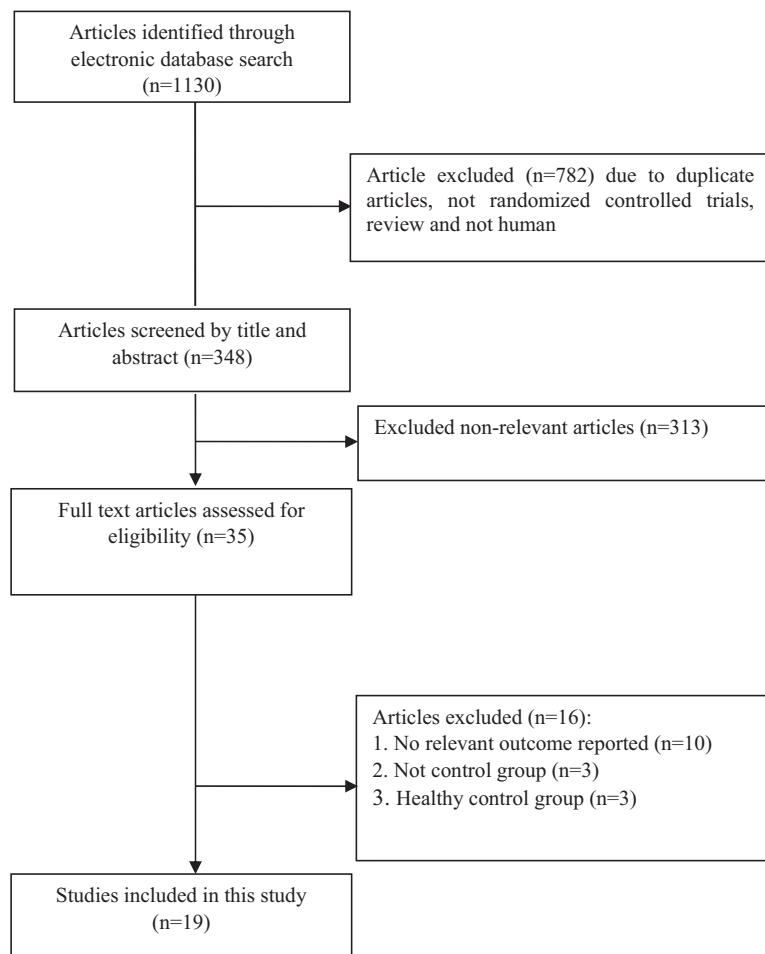 Articles identified through
electronic database search
(n=1130)
Article excluded (n=782) due to duplicate
articles, not randomized controlled trials,
review and not human
Articles screened by title and
abstract (n=348)
Excluded non-relevant articles (n=313)
Full text articles assessed for
eligibility (n=35)
Articles excluded (n=16):
1. No relevant outcome reported (n=10)
2. Not control group (n=3)
3. Healthy control group (n=3)
Studies included in this study
(n=19)